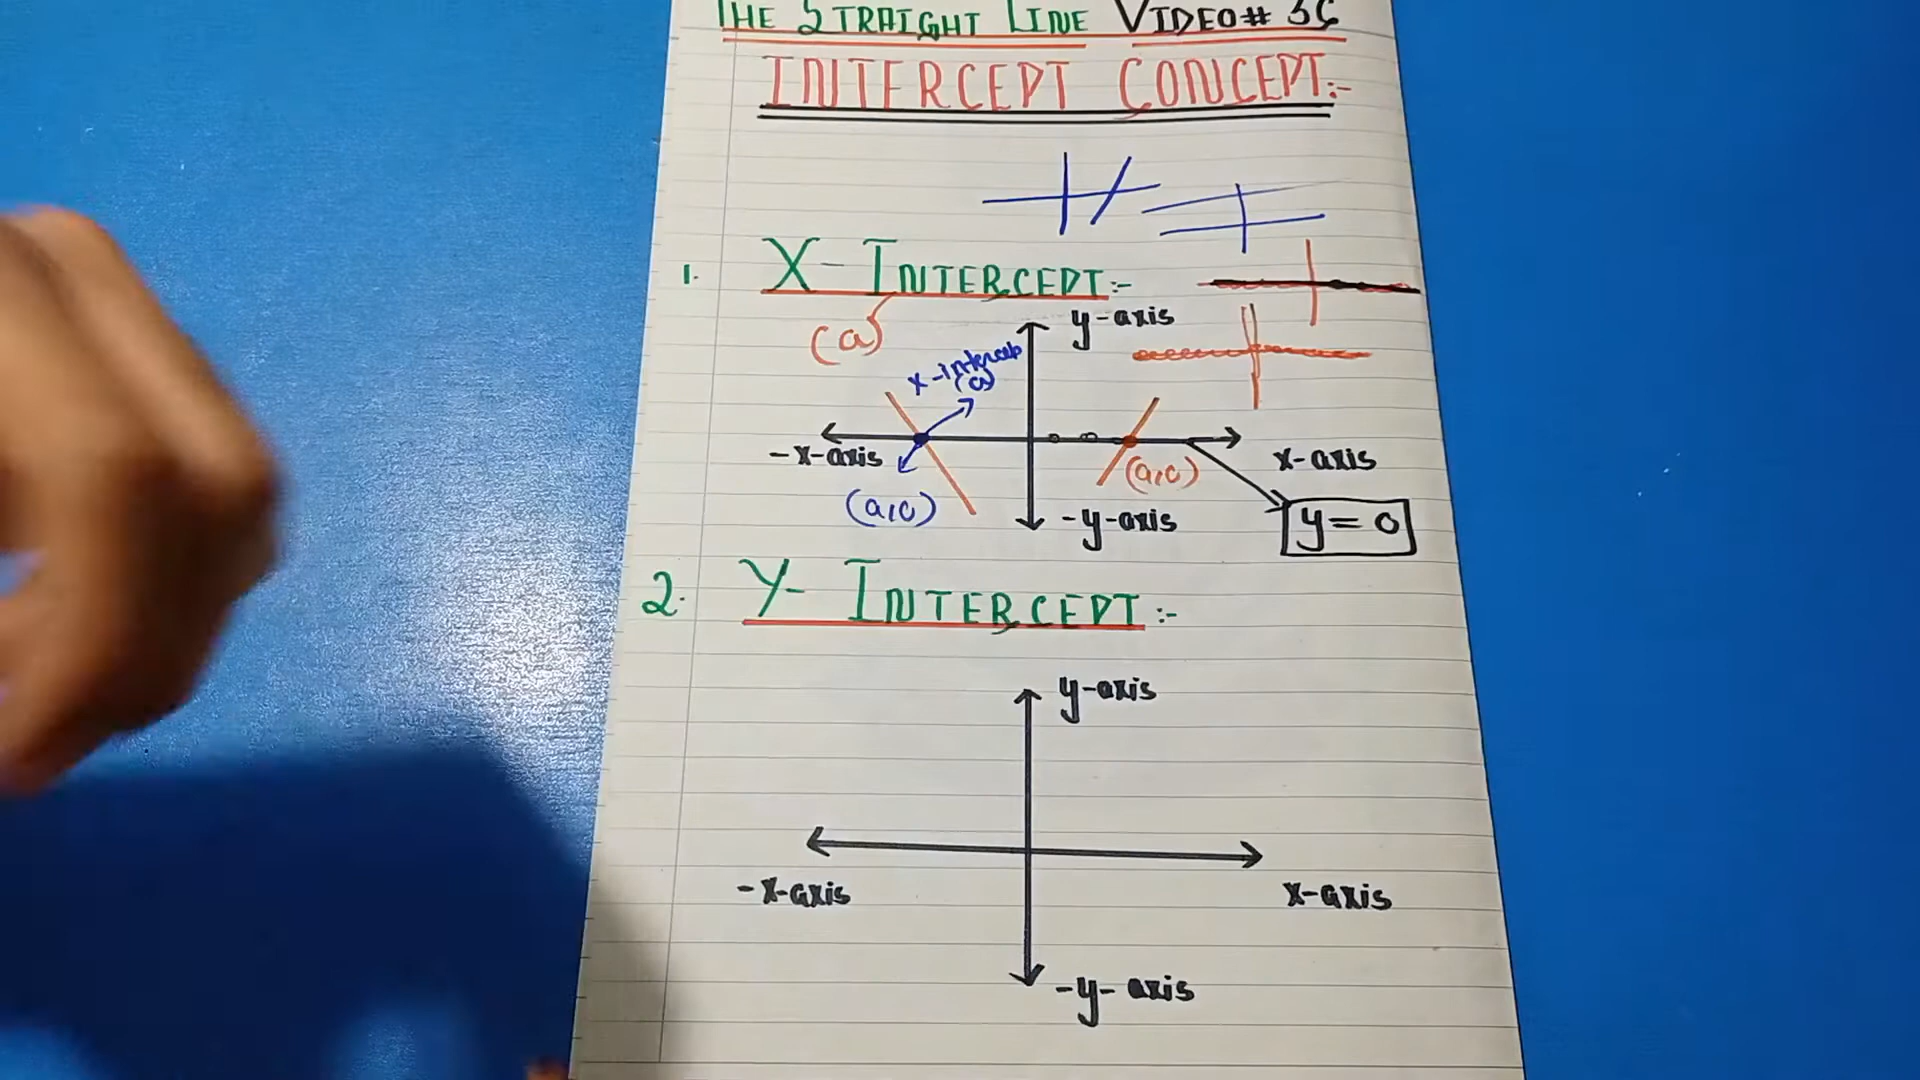 THE STRAIGHT LINE VIDEO# 36
INTERCEPT CONCEPT:-
1. X-INTERCEPT:-
(a)
y-axis
x-intercept
(a)
-x-axis
x-axis
(a,0)
(a,0)
-y-axis
y=0
2. Y-INTERCEPT:-
y-axis
-x-axis
x-axis
-y-axis